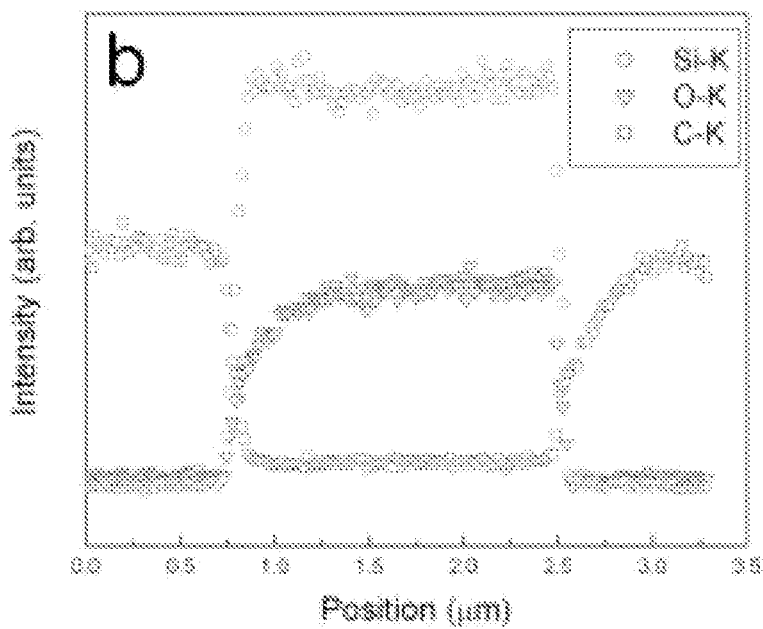 b
Si-K
O-K
C-K
Intensity (arb. units)
0.0 0.5 1.0 1.5 2.0 2.5 3.0 3.5
Position (μm)